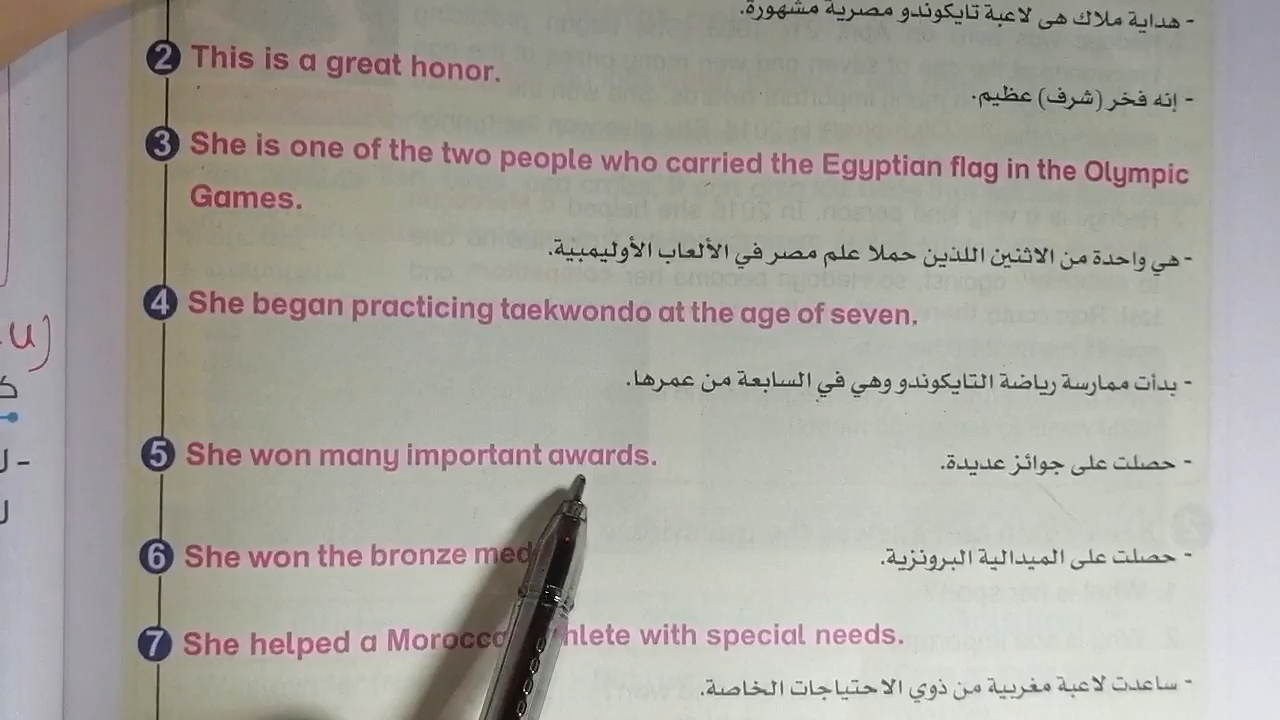 - هداية ملاك هى لاعبة تايكوندو مصرية مشهورة.
2 This is a great honor.
- إنه فخر (شرف) عظيم.
3 She is one of the two people who carried the Egyptian flag in the Olympic
Games.
- هي واحدة من الاثنين اللذين حملا علم مصر في الألعاب الأوليمبية.
4 She began practicing taekwondo at the age of seven.
- بدأت ممارسة رياضة التايكوندو وهي في السابعة من عمرها.
5 She won many important awards.
- حصلت على جوائز عديدة.
6 She won the bronze
- حصلت على الميدالية البرونزية.
7 She helped a with special needs.
- ساعدت لاعبة مغربية من ذوي الاحتياجات الخاصة.